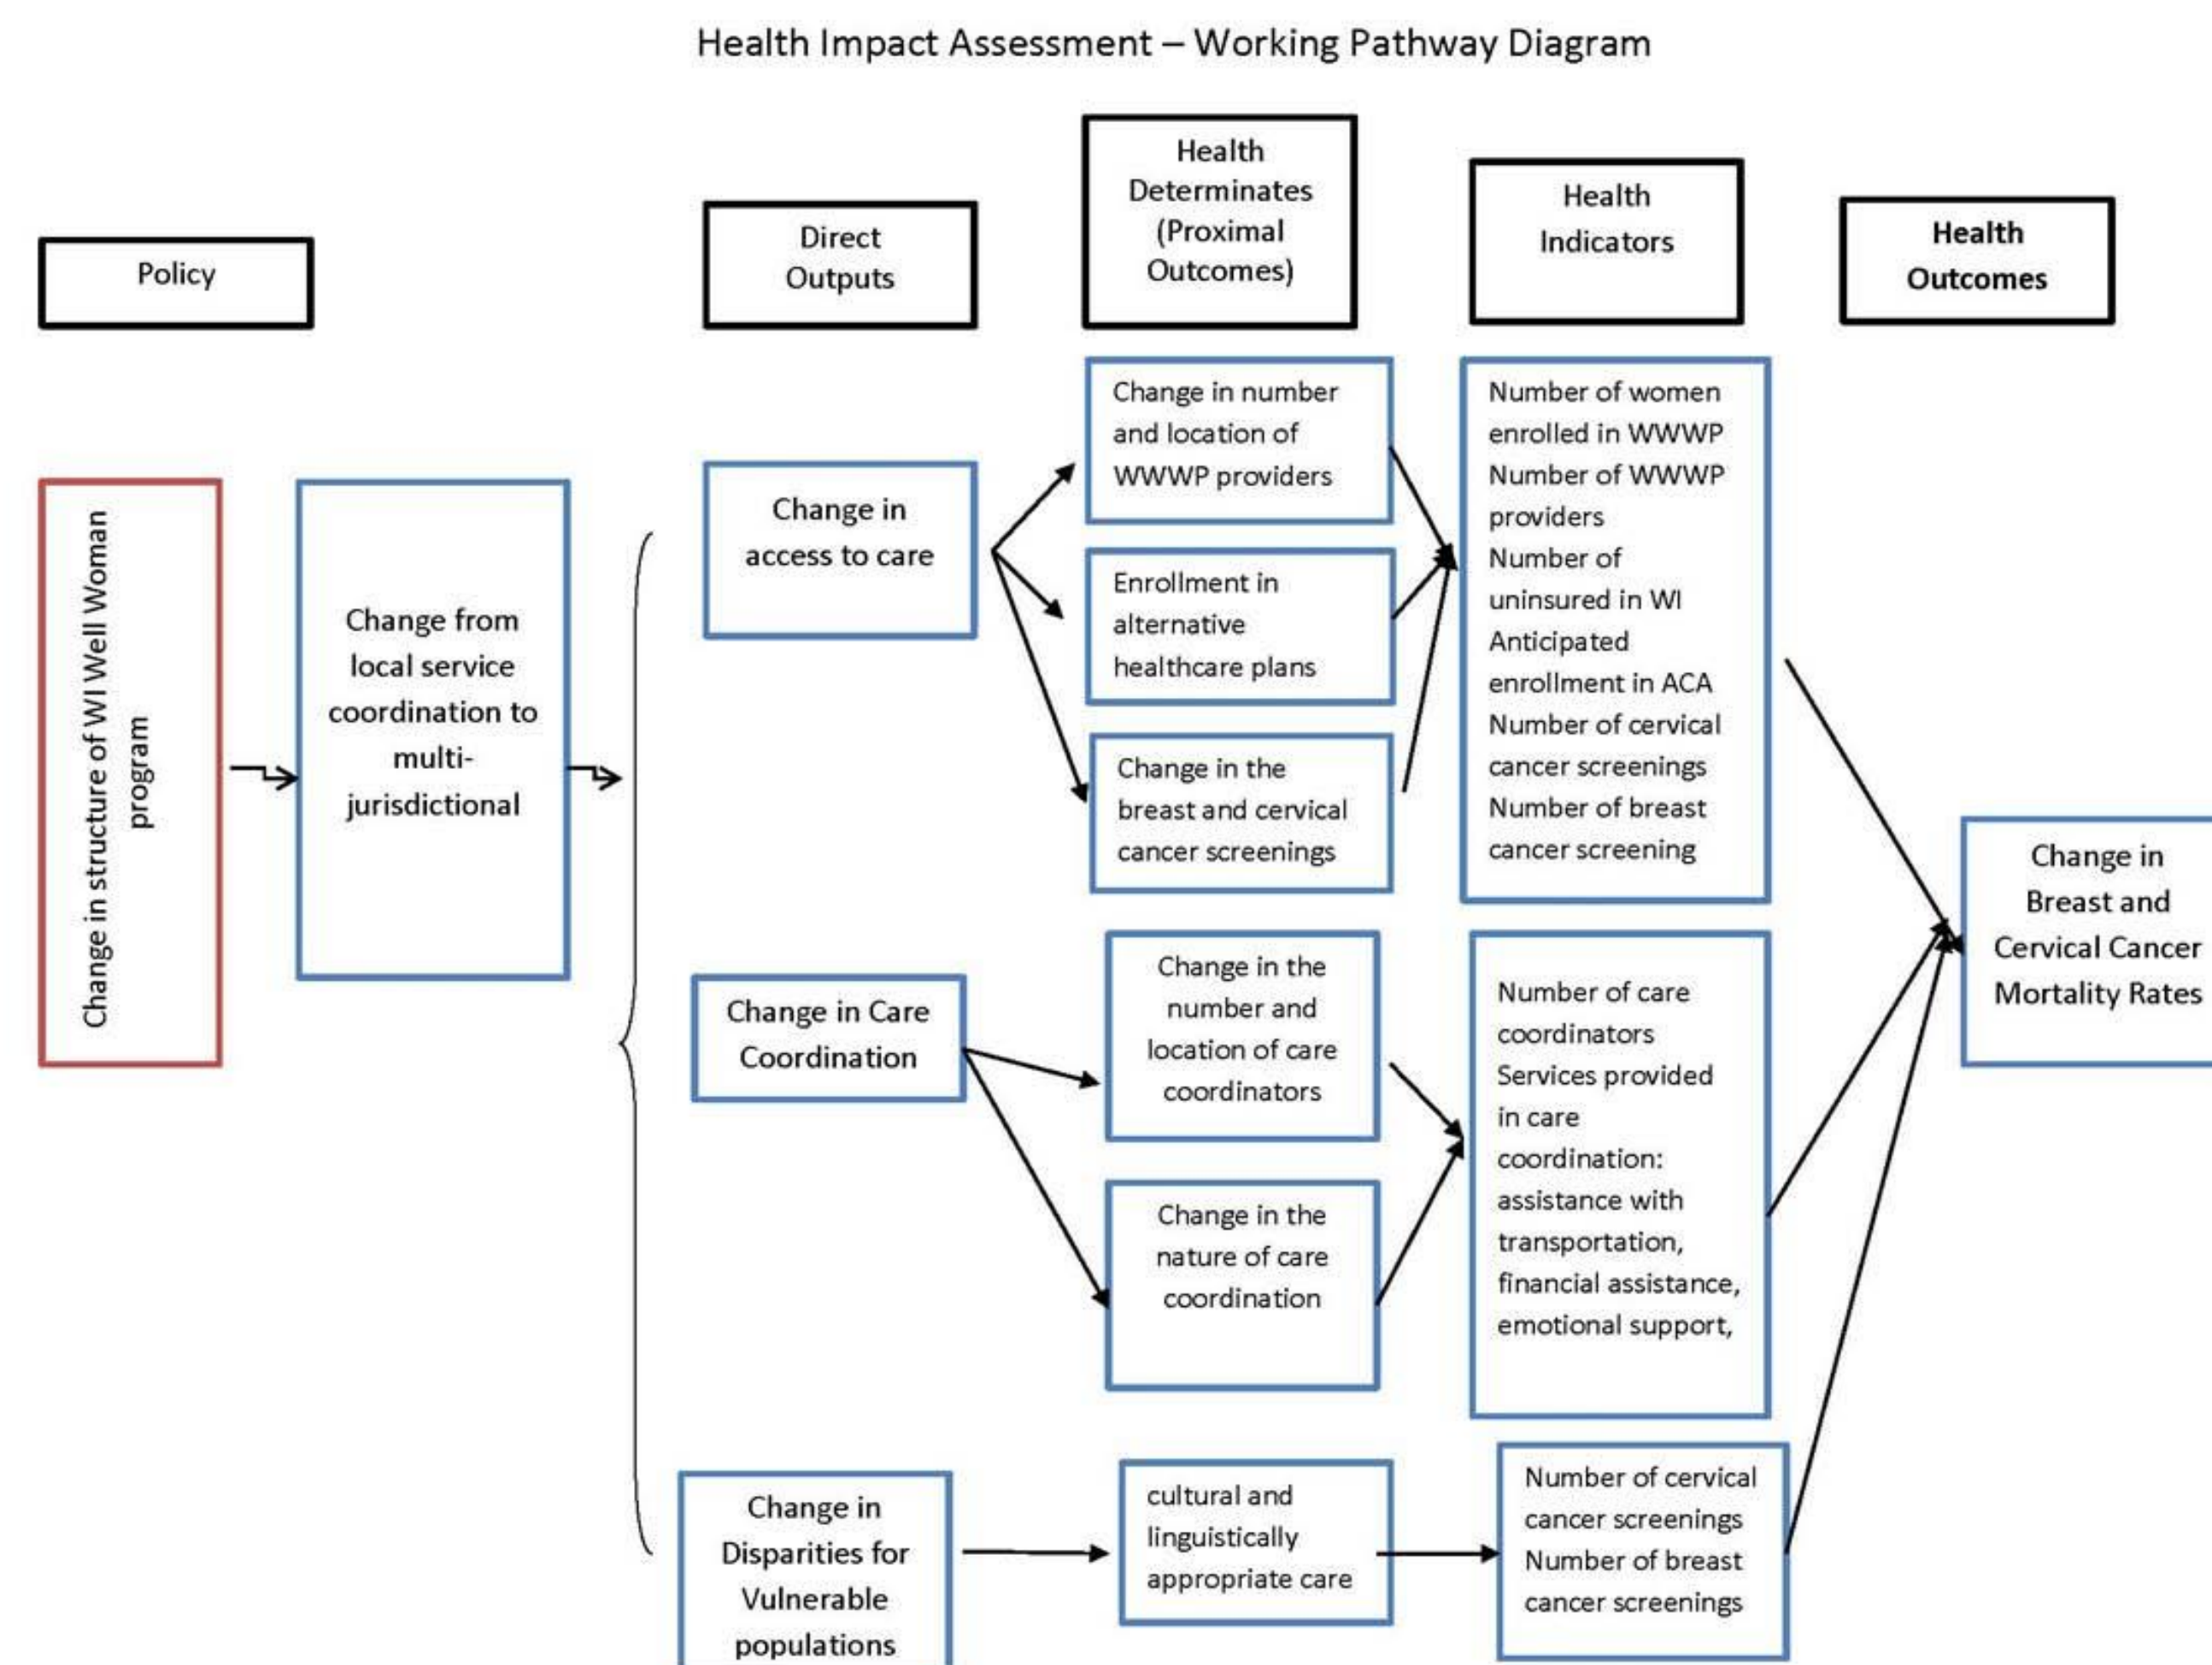 Health Impact Assessment – Working Pathway Diagram
Policy
Direct
Outputs
Health
Determinates
(Proximal
Outcomes)
Health
Indicators
Health
Outcomes
Change in structure of WI Well Woman
program
Change from
local service
coordination to
multi-
jurisdictional
Change in
access to care
Change in number
and location of
WWWP providers
Enrollment in
alternative
healthcare plans
Change in the
breast and cervical
cancer screenings
Number of women
enrolled in WWWP
Number of WWWP
providers
Number of
uninsured in WI
Anticipated
enrollment in ACA
Number of cervical
cancer screenings
Number of breast
cancer screening
Change in Care
Coordination
Change in the
number and
location of care
coordinators
Change in the
nature of care
coordination
Number of care
coordinators
Services provided
in care
coordination:
assistance with
transportation,
financial assistance,
emotional support,
Change in
Disparities for
Vulnerable
populations
cultural and
linguistically
appropriate care
Number of cervical
cancer screenings
Number of breast
cancer screenings
Change in
Breast and
Cervical Cancer
Mortality Rates